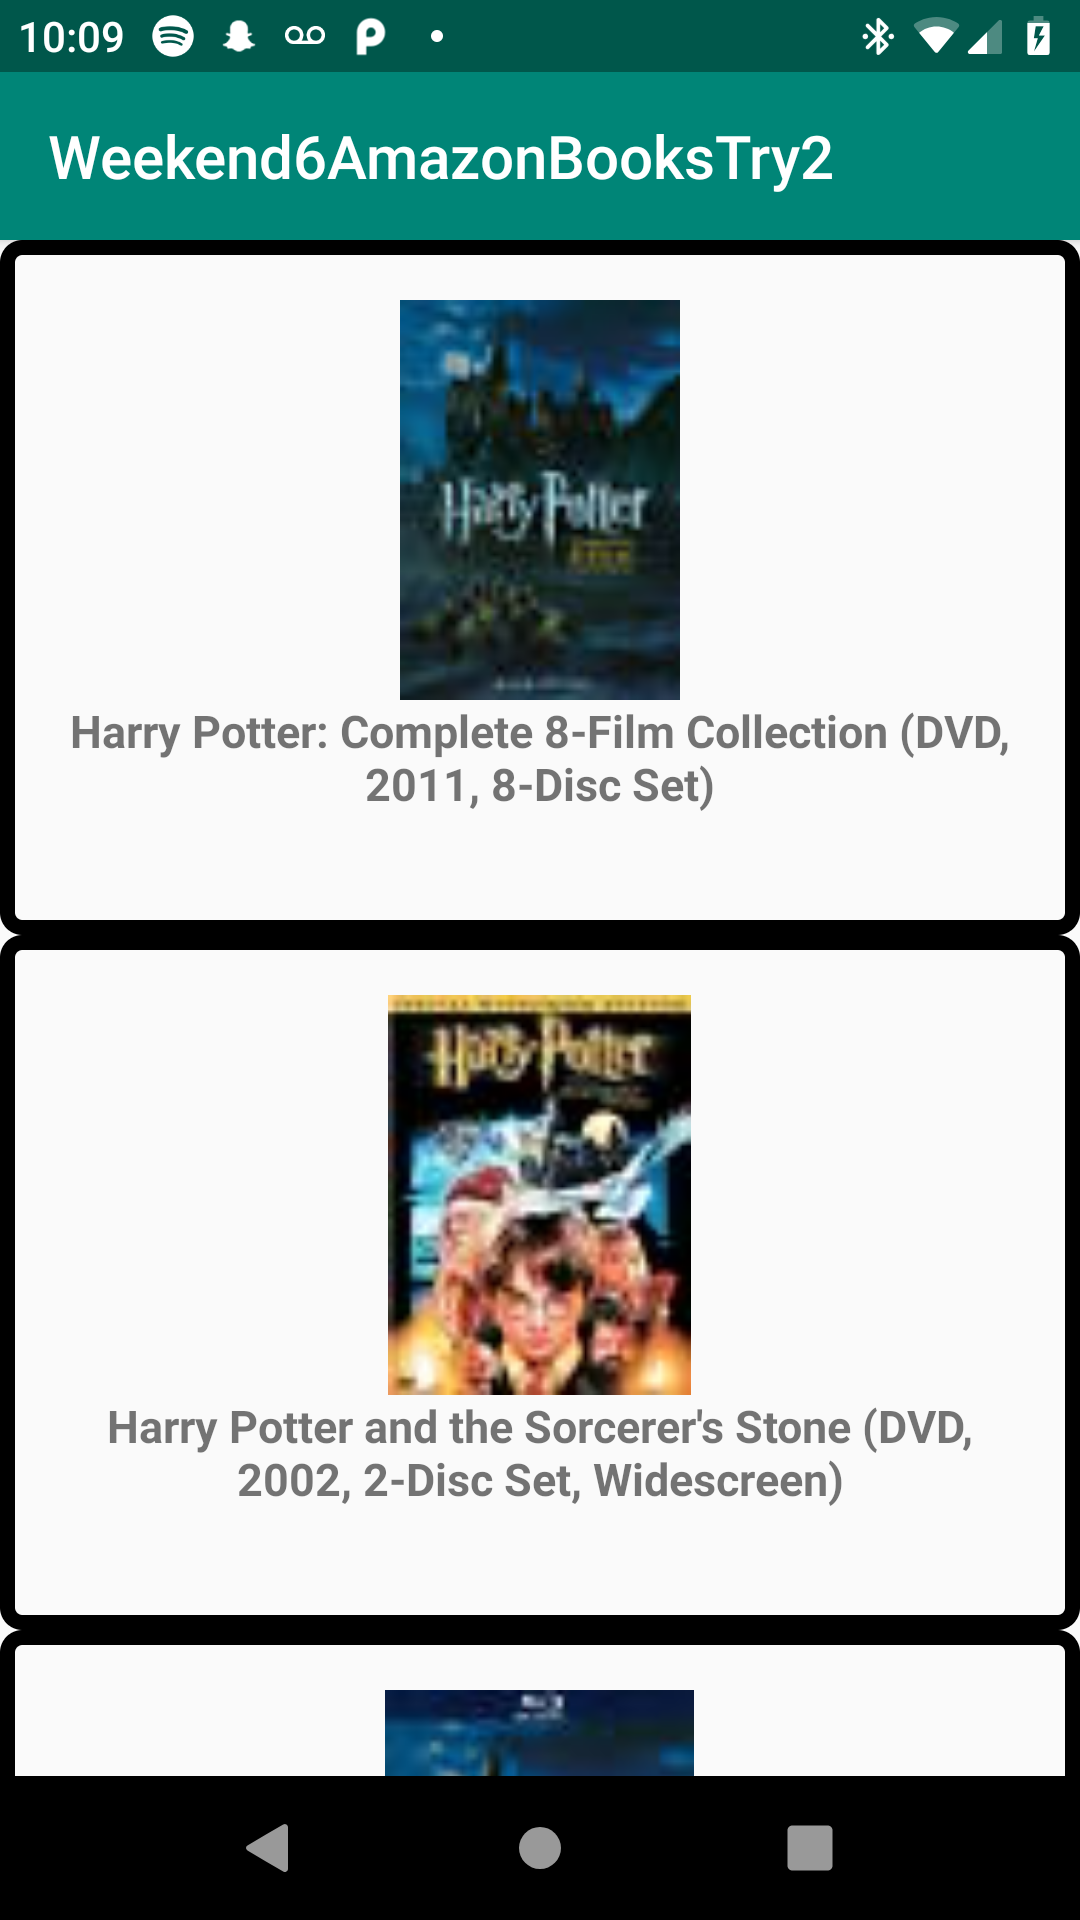 10:09
Weekend6AmazonBooksTry2
Harry Potter
Harry Potter: Complete 8-Film Collection (DVD,
2011, 8-Disc Set)
Harry Potter
Harry Potter and the Sorcerer's Stone (DVD,
2002, 2-Disc Set, Widescreen)